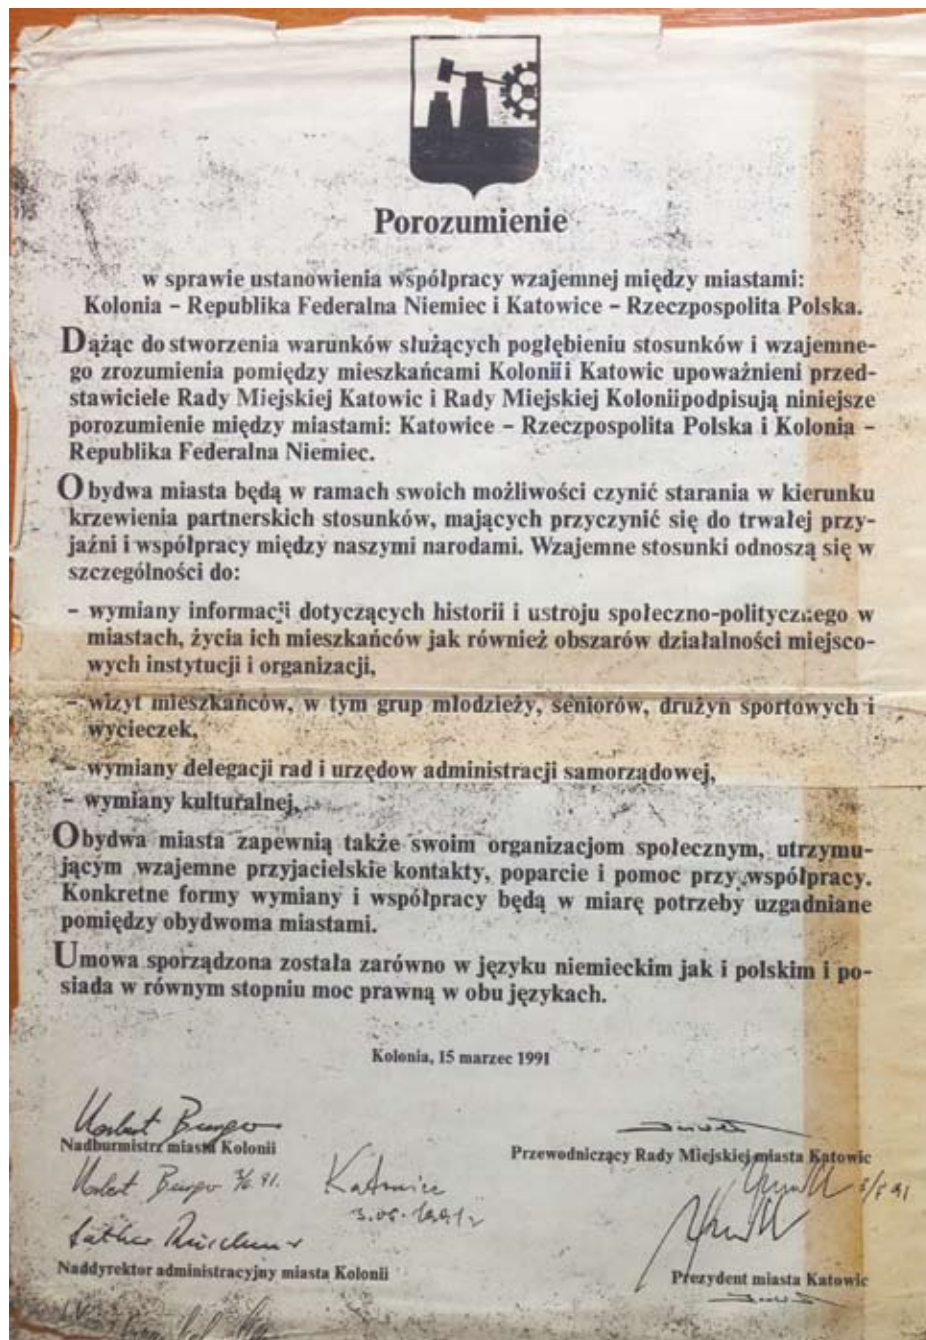 Porozumienie
w sprawie ustanowienia współpracy wzajemnej między miastami:
Kolonia – Republika Federalna Niemiec i Katowice – Rzeczpospolita Polska.
Dążąc do stworzenia warunków służących pogłębieniu stosunków i wzajemne-
go zrozumienia pomiędzy mieszkańcami Kolonii i Katowic upoważnieni przed-
stawiciele Rady Miejskiej Katowic i Rady Miejskiej Koloniipodpisują niniejsze
porozumienie między miastami: Katowice – Rzeczpospolita Polska i Kolonia –
Republika Federalna Niemiec.
Obydwa miasta będą w ramach swoich możliwości czynić starania w kierunku
krzewienia partnerskich stosunków, mających przyczynić się do trwałej przy-
jaźni i współpracy między naszymi narodami. Wzajemne stosunki odnoszą się w
szczególności do:
– wymiany informacji dotyczących historii i ustroju społeczno-politycznego w
miastach, życia ich mieszkańców jak również obszarów działalności miejsco-
wych instytucji i organizacji,
– wizyt mieszkańców, w tym grup młodzieży, seniorów, drużyn sportowych i
wycieczek,
– wymiany delegacji rad i urzędow administracji samorządowej,
– wymiany kulturalnej,
Obydwa miasta zapewnią także swoim organizacjom społecznym, utrzymu-
jącym wzajemne przyjacielskie kontakty, poparcie i pomoc przy współpracy.
Konkretne formy wymiany i współpracy będą w miarę potrzeby uzgadniane
pomiędzy obydwoma miastami.
Umowa sporządzona została zarówno w języku niemieckim jak i polskim i po-
siada w równym stopniu moc prawną w obu językach.
Kolonia, 15 marzec 1991
Norbert Burger
Nadburmistrz miasta Kolonii
Przewodniczący Rady Miejskiej miasta Katowic
Norbert Burger
Katowice
Naddyrektor administracyjny miasta Kolonii
Prezydent miasta Katowic